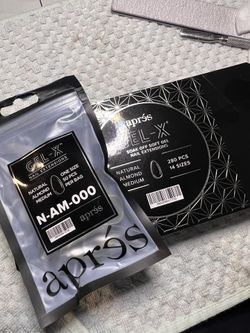 après
GEL-X®
SOAK OFF SOFT GEL
NAIL EXTENSIONS
NATURAL
ALMOND
MEDIUM
280 PCS
14 SIZES
GEL-X®
NAIL EXTENSIONS
NATURAL
ALMOND
MEDIUM
ONE SIZE
50 PCS
PER BAG
N-AM-000
après
après